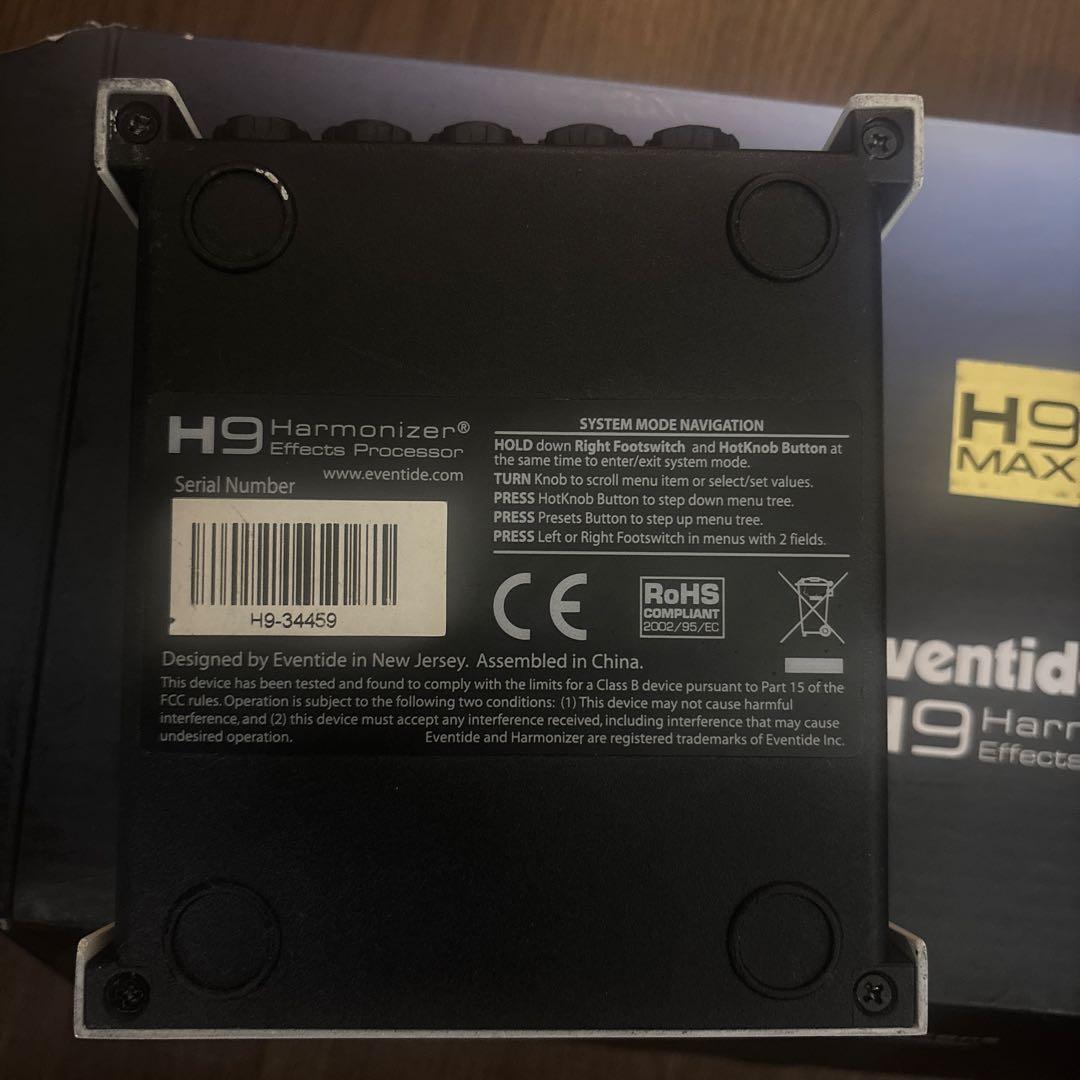 H9 Harmonizer®
Effects Processor
www.eventide.com
Serial Number
H9-34459
SYSTEM MODE NAVIGATION
HOLD down Right Footswitch and HotKnob Button at
the same time to enter/exit system mode.
TURN Knob to scroll menu item or select/set values.
PRESS HotKnob Button to step down menu tree.
PRESS Presets Button to step up menu tree.
PRESS Left or Right Footswitch in menus with 2 fields.
CE
RoHS
COMPLIANT
2002/95/EC
Designed by Eventide in New Jersey. Assembled in China.
This device has been tested and found to comply with the limits for a Class B device pursuant to Part 15 of the
FCC rules. Operation is subject to the following two conditions: (1) This device may not cause harmful
interference, and (2) this device must accept any interference received, including interference that may cause
undesired operation.
Eventide and Harmonizer are registered trademarks of Eventide Inc.
H9
MAX
ventid
H9 Harm
Effects